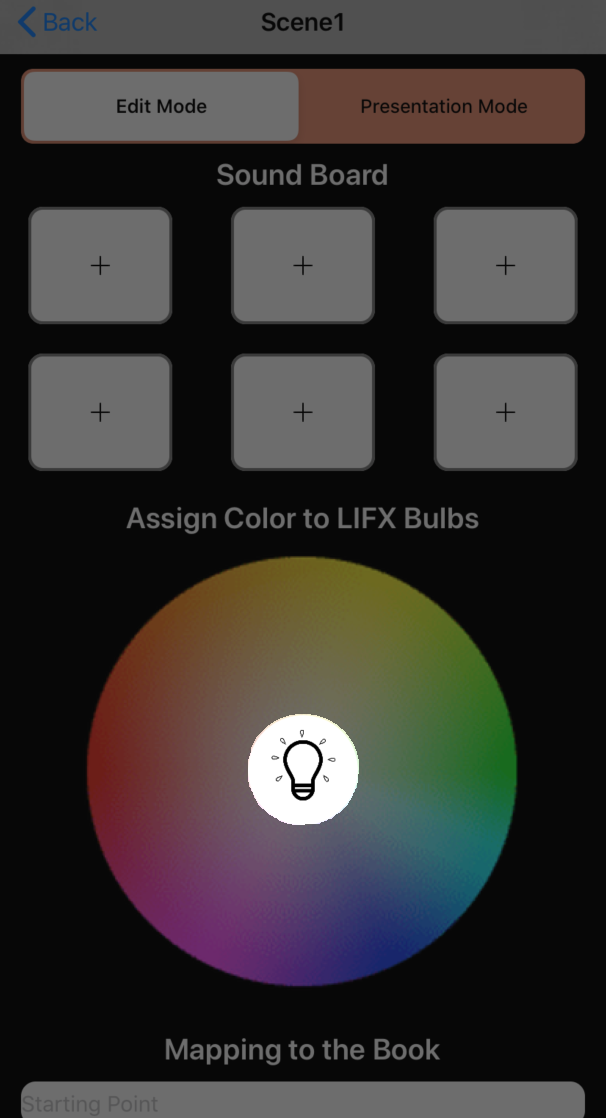 Back
Scene1
Edit Mode
Presentation Mode
Sound Board
+ + +
+ + +
Assign Color to LIFX Bulbs
Mapping to the Book
Starting Point